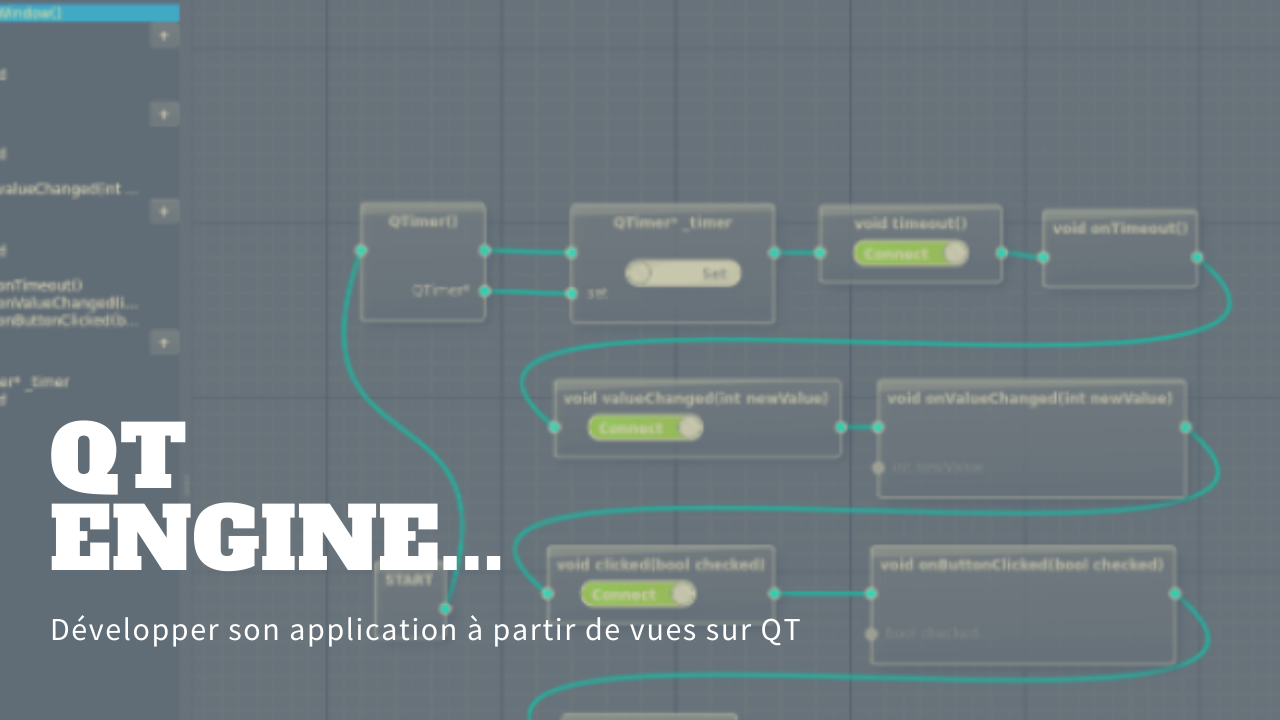 Window()
+
+
valueChanged(int ...
+
onTimeout()
onValueChanged(i...
onButtonClicked(b...
+
er* _timer
QTimer()
QTimer*
QTimer* _timer
Set
set
void timeout()
Connect
void onTimeout()
void valueChanged(int newValue)
Connect
void onValueChanged(int newValue)
int newValue
void clicked(bool checked)
Connect
void onButtonClicked(bool checked)
bool checked
START
QT
ENGINE...
Développer son application à partir de vues sur QT